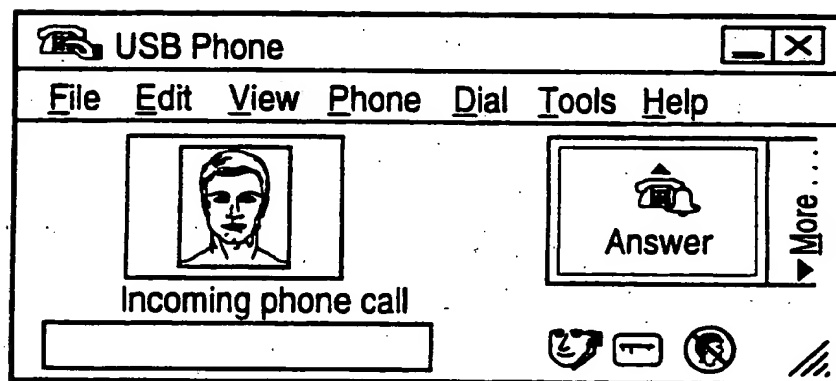 USB Phone
File Edit View Phone Dial Tools Help
Answer
▼More...
Incoming phone call